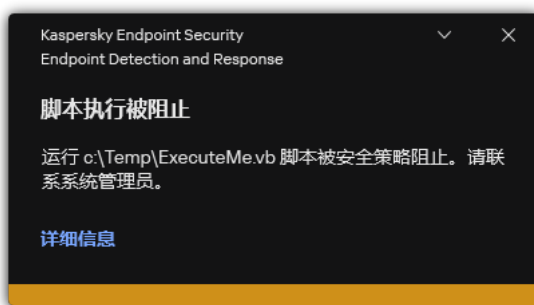 Kaspersky Endpoint Security
Endpoint Detection and Response
脚本执行被阻止
运行 c:\Temp\ExecuteMe.vb 脚本被安全策略阻止。请联
系系统管理员。
详细信息